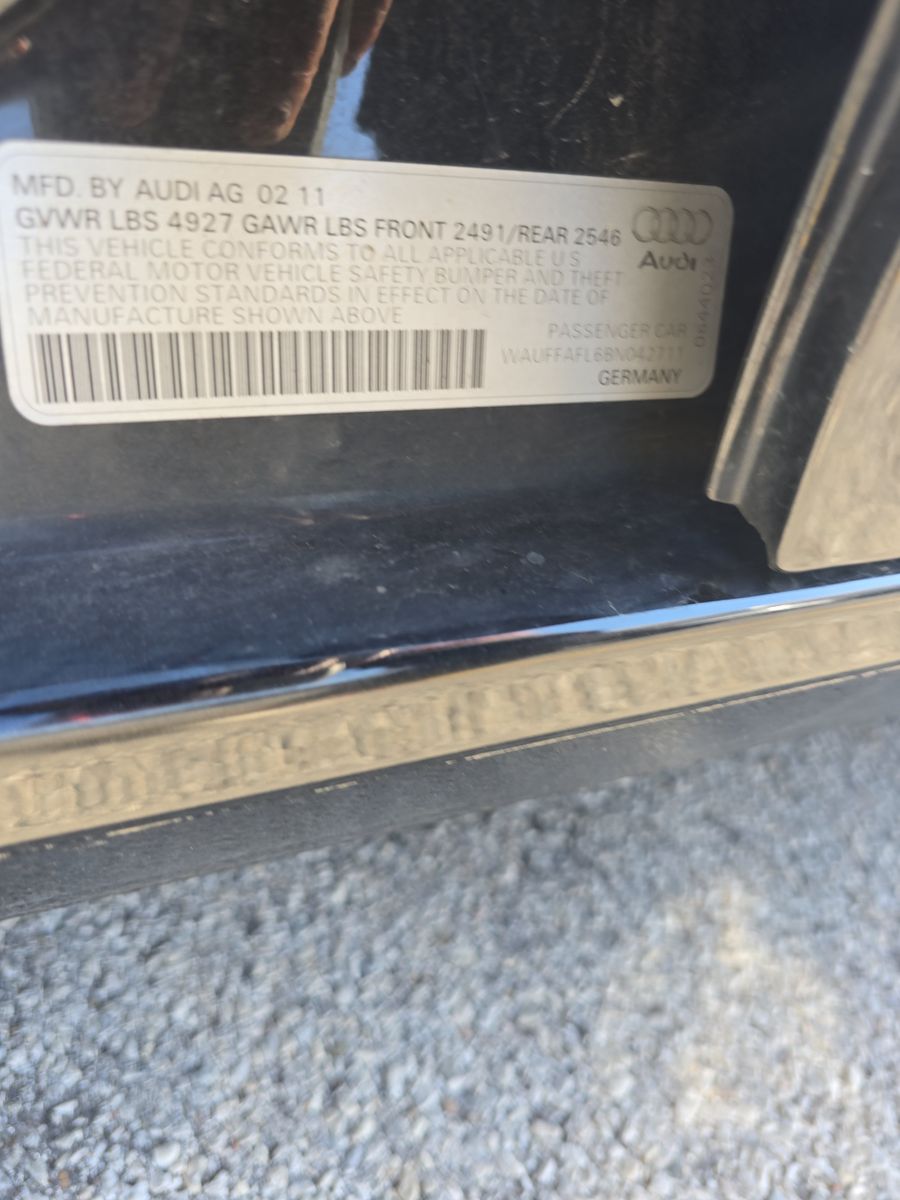 MFD. BY AUDI AG 02 11
GVWR LBS 4927 GAWR LBS FRONT 2491/REAR 2546
THIS VEHICLE CONFORMS TO ALL APPLICABLE U S
FEDERAL MOTOR VEHICLE SAFETY BUMPER AND THEFT
PREVENTION STANDARDS IN EFFECT ON THE DATE OF
MANUFACTURE SHOWN ABOVE
PASSENGER CAR
WAUFFAFL6BN042711
GERMANY
Audi
0644023